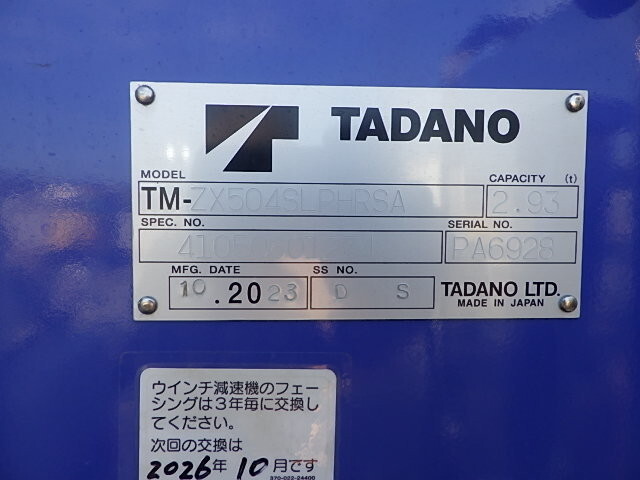 TADANO
MODEL
TM-ZX504SLPHRSA
CAPACITY (t)
2.93
SPEC. NO.
SERIAL NO.
PA6928
MFG. DATE
10.2023
SS NO.
D S
TADANO LTD.
MADE IN JAPAN
ウインチ減速機のフェー
シングは3年毎に交換し
てください。
次回の交換は
2026年 10月です
370-022-24400